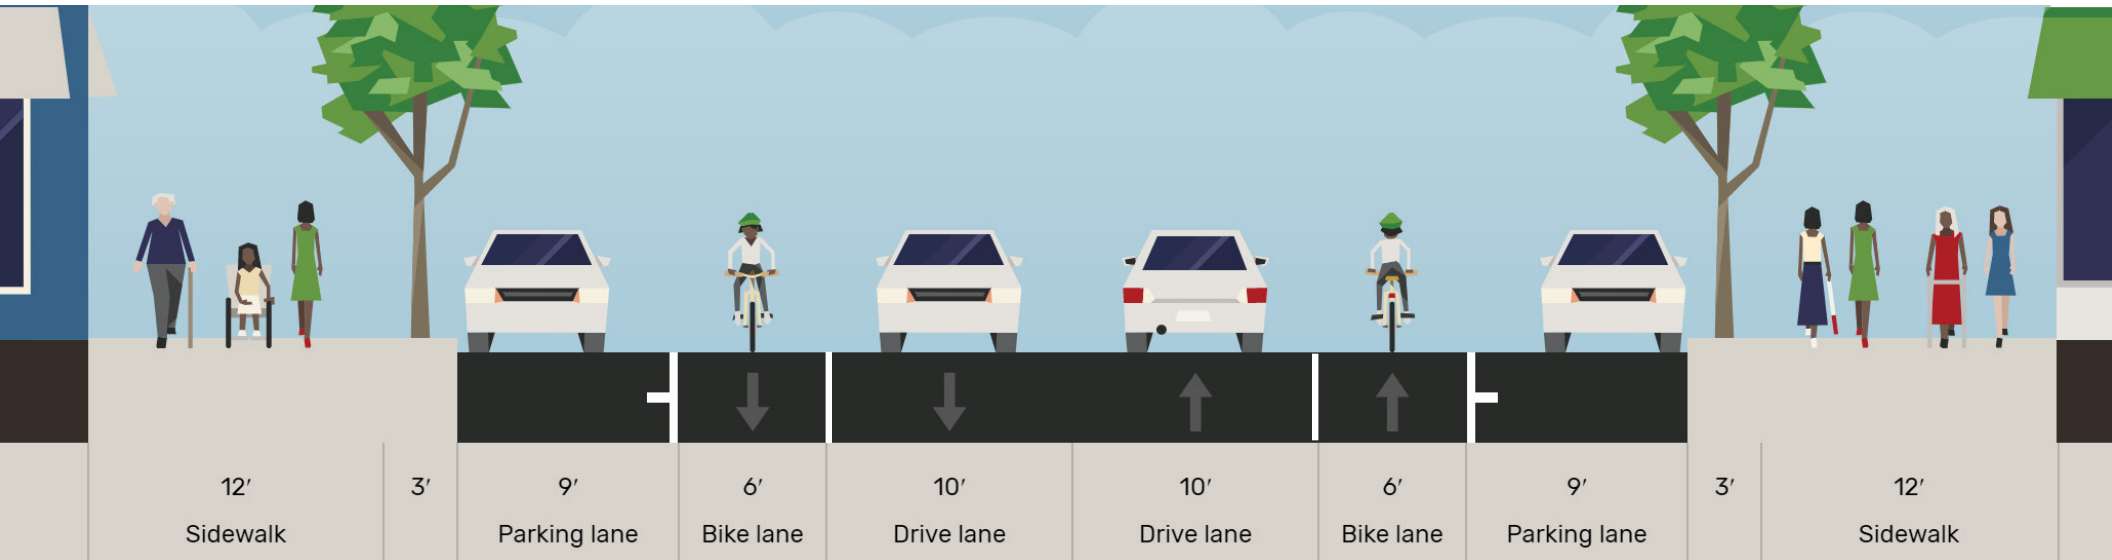 12′ 3′ 9′ 6′ 10′ 10′ 6′ 9′ 3′ 12′
Sidewalk Parking lane Bike lane Drive lane Drive lane Bike lane Parking lane Sidewalk